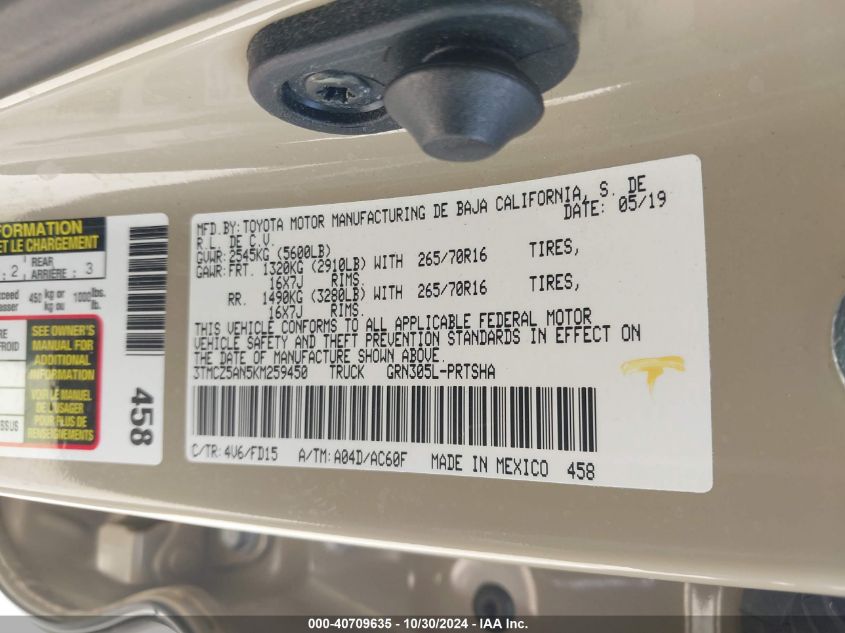 MFD.BY:TOYOTA MOTOR MANUFACTURING DE BAJA CALIFORNIA, S. DE
R.L. DE C.V. DATE: 05/19
GVWR: 2545KG (5600LB)
GAWR:FRT. 1320KG (2910LB) WITH 265/70R16 TIRES,
16X7J RIMS.
RR. 1490KG (3280LB) WITH 265/70R16 TIRES,
16X7J RIMS.
THIS VEHICLE CONFORMS TO ALL APPLICABLE FEDERAL MOTOR
VEHICLE SAFETY AND THEFT PREVENTION STANDARDS IN EFFECT ON
THE DATE OF MANUFACTURE SHOWN ABOVE.
3TMCZ5AN5KM259450 TRUCK GRN305L-PRTSHA
C/TR: 4V6/FD15 A/TM: A04D/AC60F MADE IN MEXICO 458
FORMATION
ET LE CHARGEMENT
: 2 REAR
ARRIÈRE : 3
450 kg or 1000 lbs.
kg ou lb.
SEE OWNER'S
MANUAL FOR
ADDITIONAL
INFORMATION
VOIR LE MANUEL
DE L'USAGER
POUR PLUS DE
RENSEIGNEMENTS
458
000-40709635 - 10/30/2024 - IAA Inc.